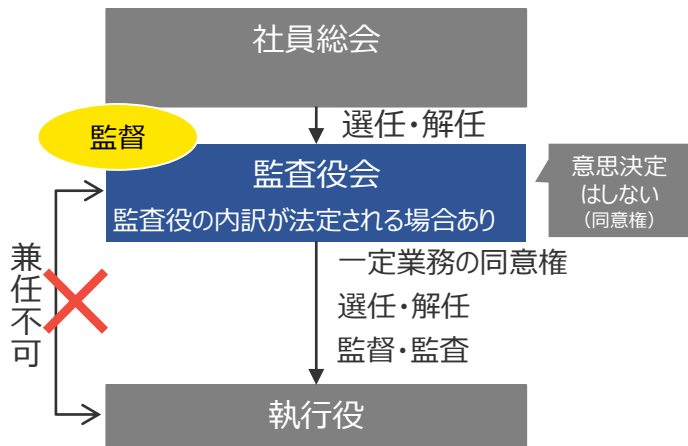 社員総会
監督
選任・解任
監査役会
監査役の内訳が法定される場合あり
意思決定
はしない
（同意権）
兼任不可
一定業務の同意権
選任・解任
監督・監査
執行役